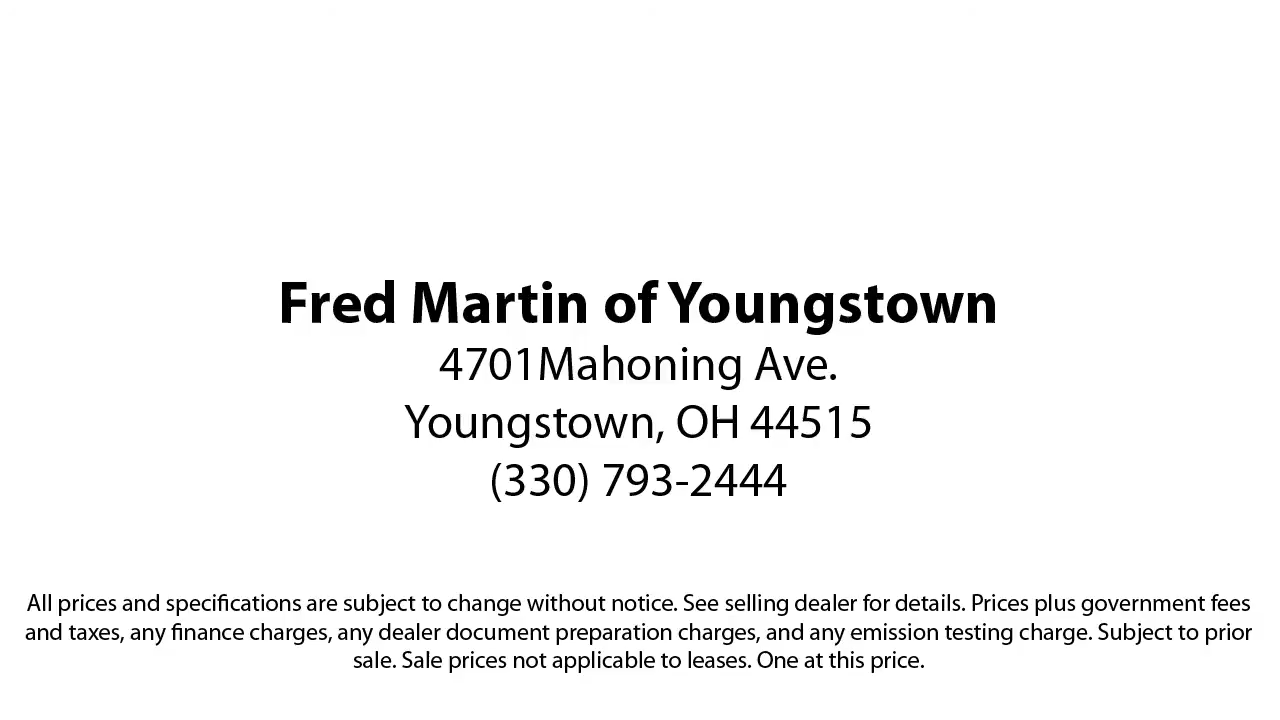 Fred Martin of Youngstown
4701Mahoning Ave.
Youngstown, OH 44515
(330) 793-2444
All prices and specifications are subject to change without notice. See selling dealer for details. Prices plus government fees
and taxes, any finance charges, any dealer document preparation charges, and any emission testing charge. Subject to prior
sale. Sale prices not applicable to leases. One at this price.